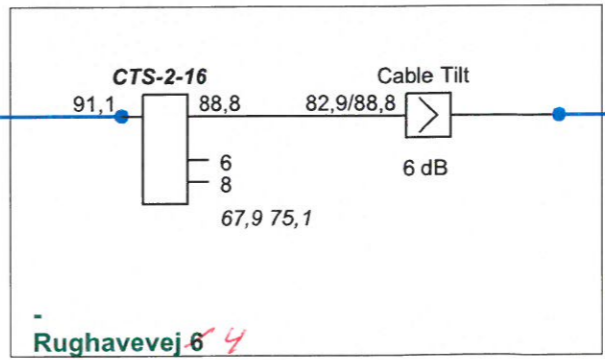 CTS-2-16
Cable Tilt
91,1
88,8
82,9/88,8
6
8
6 dB
67,9 75,1
-
Rughavevej 6 4